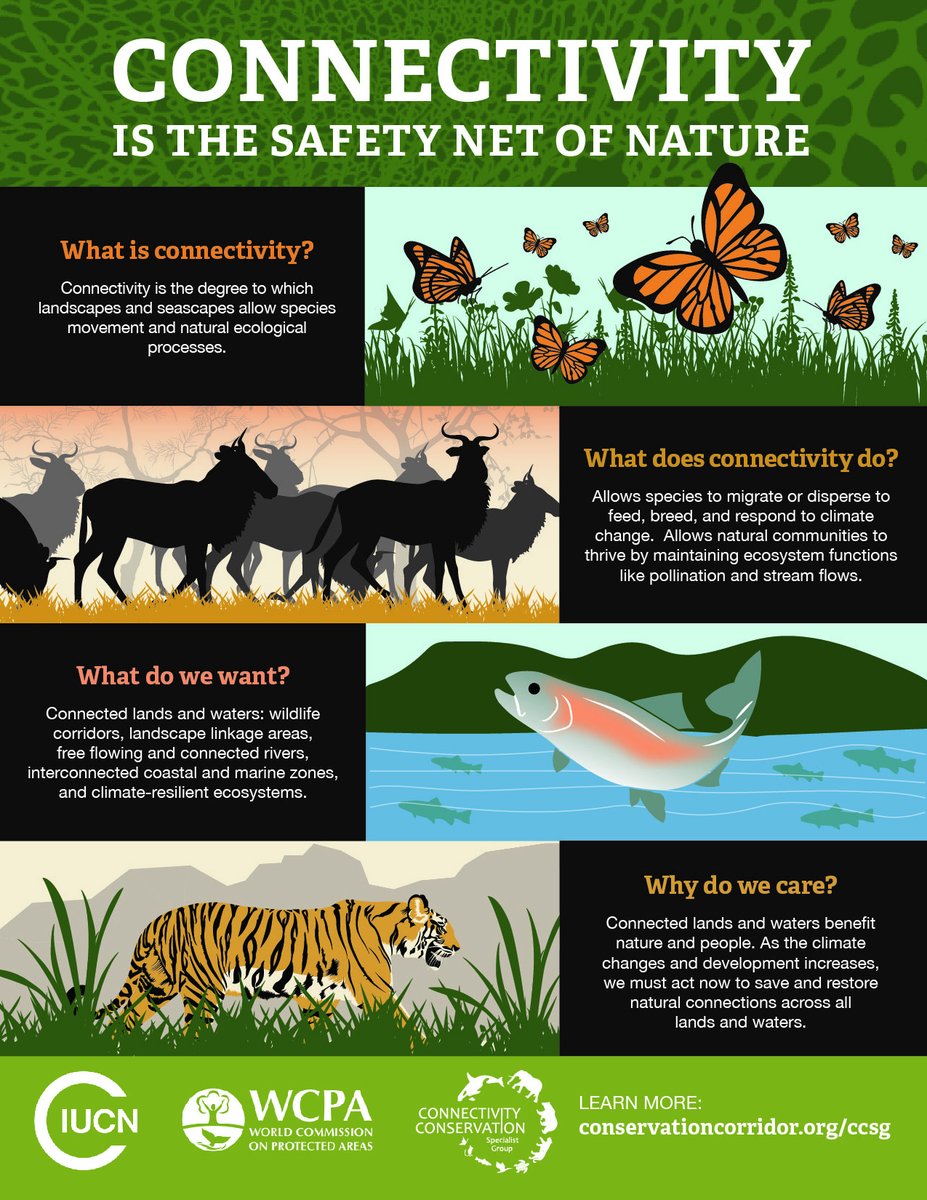 CONNECTIVITY
IS THE SAFETY NET OF NATURE
What is connectivity?
Connectivity is the degree to which
landscapes and seascapes allow species
movement and natural ecological
processes.
What does connectivity do?
Allows species to migrate or disperse to
feed, breed, and respond to climate
change.  Allows natural communities to
thrive by maintaining ecosystem functions
like pollination and stream flows.
What do we want?
Connected lands and waters: wildlife
corridors, landscape linkage areas,
free flowing and connected rivers,
interconnected coastal and marine zones,
and climate-resilient ecosystems.
Why do we care?
Connected lands and waters benefit
nature and people. As the climate
changes and development increases,
we must act now to save and restore
natural connections across all
lands and waters.
IUCN
WCPA
WORLD COMMISSION
ON PROTECTED AREAS
CONNECTIVITY
CONSERVATION
Specialist
Group
LEARN MORE:
conservationcorridor.org/ccsg